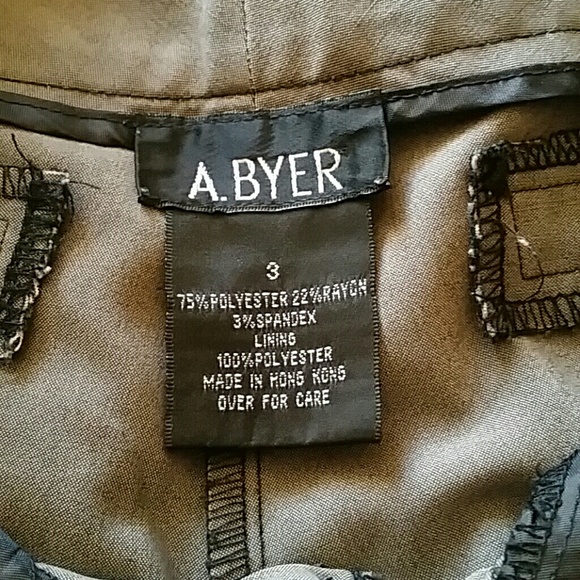 A.BYER
3
75%POLYESTER 22%RAYON
3%SPANDEX
LINING
100%POLYESTER
MADE IN HONG KONG
OVER FOR CARE